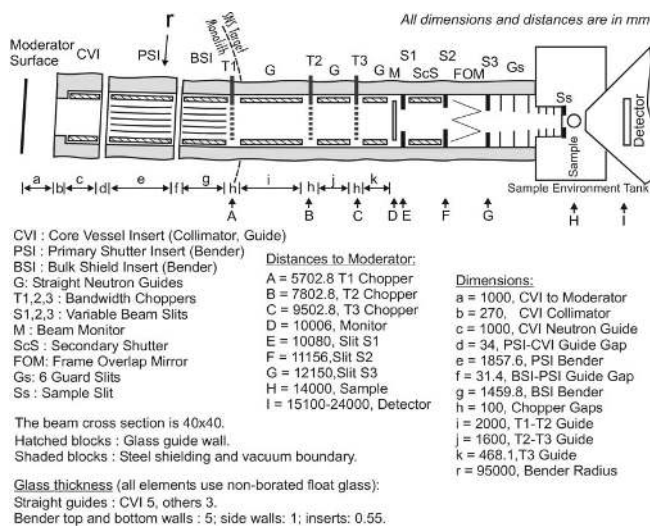 All dimensions and distances are in mm
r
SNS Target
Monolith
Moderator
Surface
CVI
PSI
BSI
T1
G
T2
G
T3
G
M
S1
ScS
S2
FOM
S3
Gs
Ss
Sample
Detector
Sample Environment Tank
a b c d e f g h i h j h k
A B C D E F G H I
CVI : Core Vessel Insert (Collimator, Guide)
PSI : Primary Shutter Insert (Bender)
BSI : Bulk Shield Insert (Bender)
G: Straight Neutron Guides
T1,2,3 : Bandwidth Choppers
S1,2,3 : Variable Beam Slits
M : Beam Monitor
ScS : Secondary Shutter
FOM: Frame Overlap Mirror
Gs: 6 Guard Slits
Ss : Sample Slit
Distances to Moderator:
A = 5702.8 T1 Chopper
B = 7802.8, T2 Chopper
C = 9502.8, T3 Chopper
D = 10006, Monitor
E = 10080, Slit S1
F = 11156,Slit S2
G = 12150,Slit S3
H = 14000, Sample
I = 15100-24000, Detector
Dimensions:
a = 1000, CVI to Moderator
b = 270, CVI Collimator
c = 1000, CVI Neutron Guide
d = 34, PSI-CVI Guide Gap
e = 1857.6, PSI Bender
f = 31.4, BSI-PSI Guide Gap
g = 1459.8, BSI Bender
h = 100, Chopper Gaps
i = 2000, T1-T2 Guide
j = 1600, T2-T3 Guide
k = 468.1,T3 Guide
r = 95000, Bender Radius
The beam cross section is 40x40.
Hatched blocks : Glass guide wall.
Shaded blocks : Steel shielding and vacuum boundary.
Glass thickness (all elements use non-borated float glass):
Straight guides : CVI 5, others 3.
Bender top and bottom walls : 5; side walls: 1; inserts: 0.55.